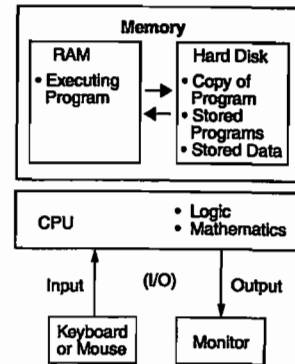 Memory
RAM
• Executing
Program
Hard Disk
• Copy of
Program
• Stored
Programs
• Stored Data
CPU
• Logic
• Mathematics
Input
(I/O)
Output
Keyboard
or Mouse
Monitor